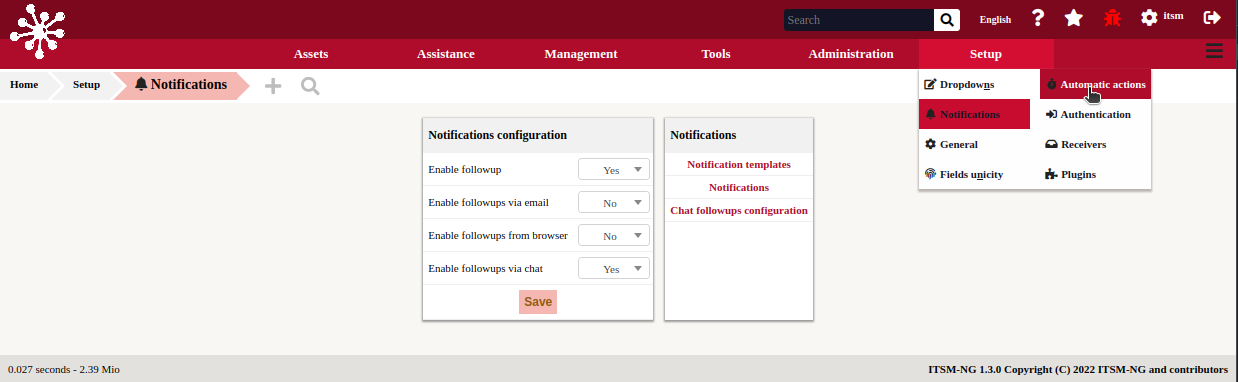 Search
English
itsm
Assets
Assistance
Management
Tools
Administration
Setup
Home
Setup
Notifications
Dropdowns
Automatic actions
Notifications
Authentication
General
Receivers
Fields unicity
Plugins
Notifications configuration
Enable followup
Yes
Enable followups via email
No
Enable followups from browser
No
Enable followups via chat
Yes
Save
Notifications
Notification templates
Notifications
Chat followups configuration
0.027 seconds - 2.39 Mio
ITSM-NG 1.3.0 Copyright (C) 2022 ITSM-NG and contributors